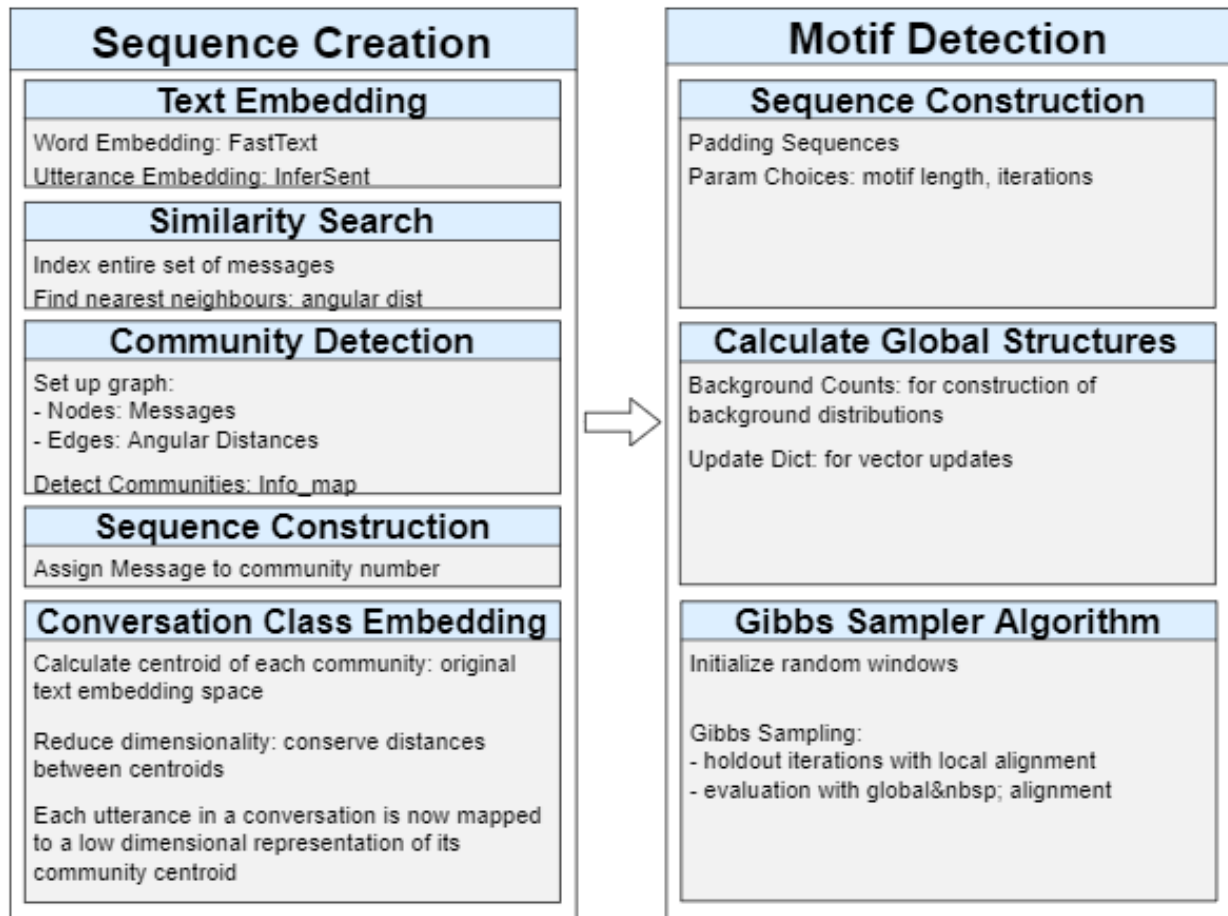 Sequence Creation
Text Embedding
Word Embedding: FastText
Utterance Embedding: InferSent
Similarity Search
Index entire set of messages
Find nearest neighbours: angular dist
Community Detection
Set up graph:
- Nodes: Messages
- Edges: Angular Distances
Detect Communities: Info_map
Sequence Construction
Assign Message to community number
Conversation Class Embedding
Calculate centroid of each community: original
text embedding space
Reduce dimensionality: conserve distances
between centroids
Each utterance in a conversation is now mapped
to a low dimensional representation of its
community centroid
Motif Detection
Sequence Construction
Padding Sequences
Param Choices: motif length, iterations
Calculate Global Structures
Background Counts: for construction of
background distributions
Update Dict: for vector updates
Gibbs Sampler Algorithm
Initialize random windows
Gibbs Sampling:
- holdout iterations with local alignment
- evaluation with global&nbsp; alignment